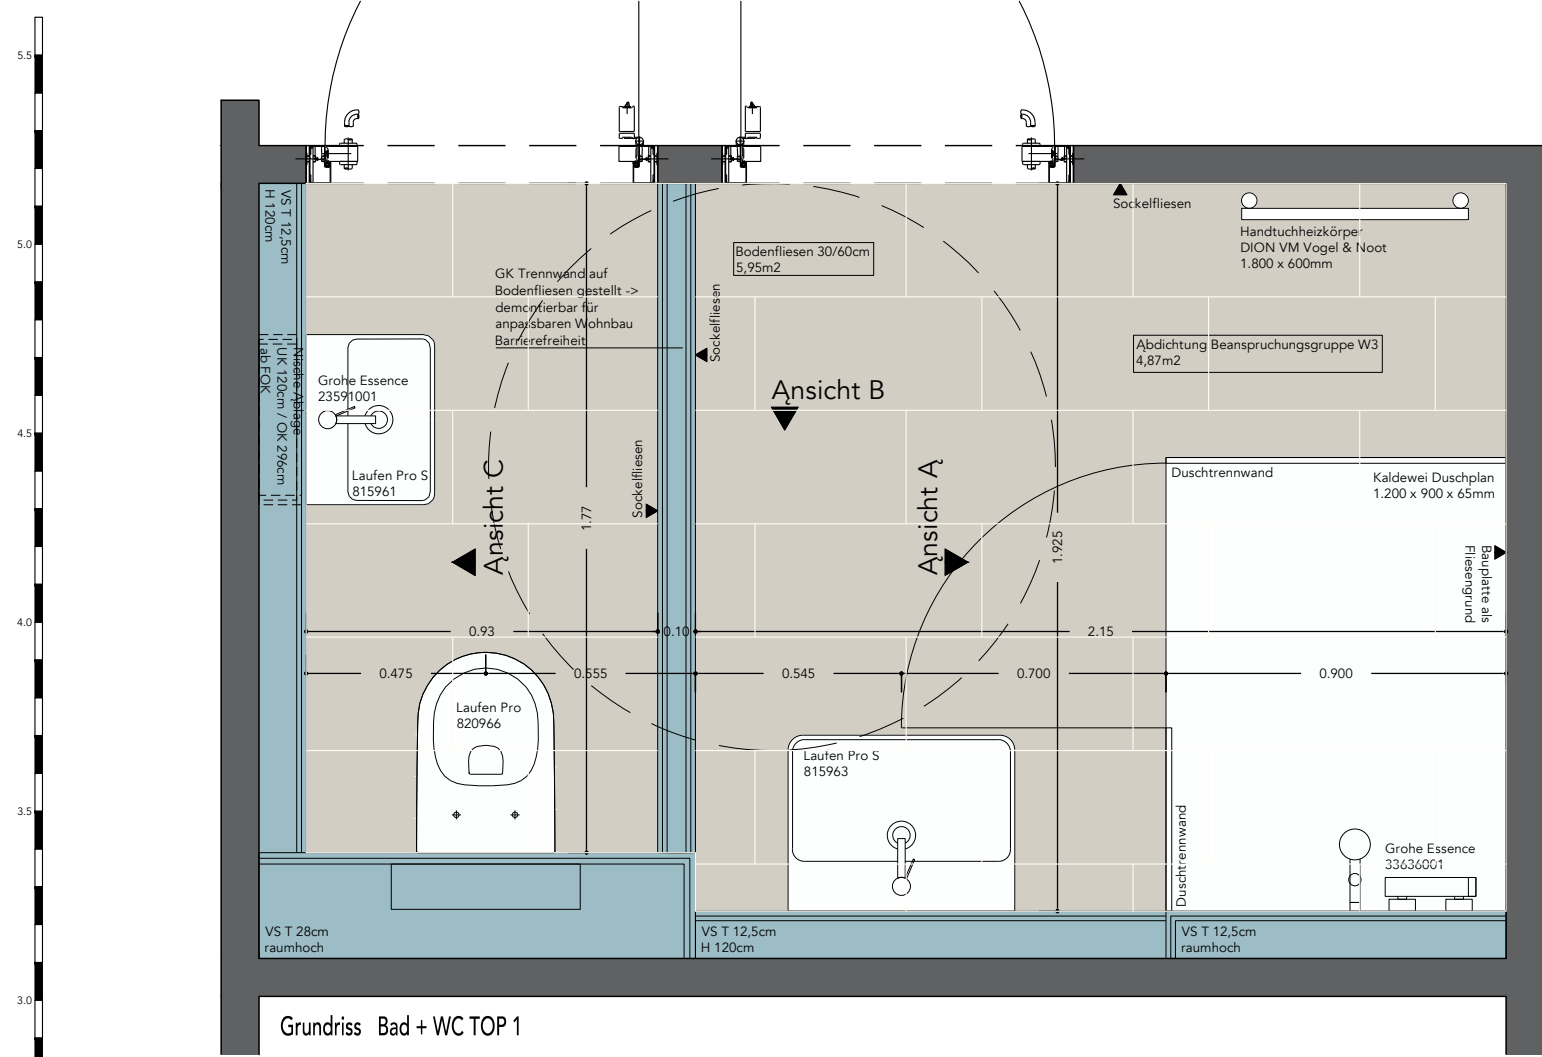 5.5
5.0
4.5
4.0
3.5
3.0
VS T 12,5cm
H 120cm
Nische Ablage
UK 120cm / OK 296cm
ab FOK
GK Trennwand auf
Bodenfliesen gestellt ->
demontierbar für
anpassbaren Wohnbau
Barrierefreiheit
Bodenfliesen 30/60cm
5,95m2
Sockelfliesen
Handtuchheizkörper
DION VM Vogel & Noot
1.800 x 600mm
Sockelfliesen
Abdichtung Beanspruchungsgruppe W3
4,87m2
Grohe Essence
23591001
Laufen Pro S
815961
Ansicht B
Ansicht C
Sockelfliesen
Ansicht A
1.77
1.925
Duschtrennwand
Kaldewei Duschplan
1.200 x 900 x 65mm
Bauplatte als
Fliesengrund
0.93
0.10
2.15
0.475
0.555
0.545
0.700
0.900
Laufen Pro
820966
Laufen Pro S
815963
Duschtrennwand
Grohe Essence
33636001
VS T 28cm
raumhoch
VS T 12,5cm
H 120cm
VS T 12,5cm
raumhoch
Grundriss Bad + WC TOP 1